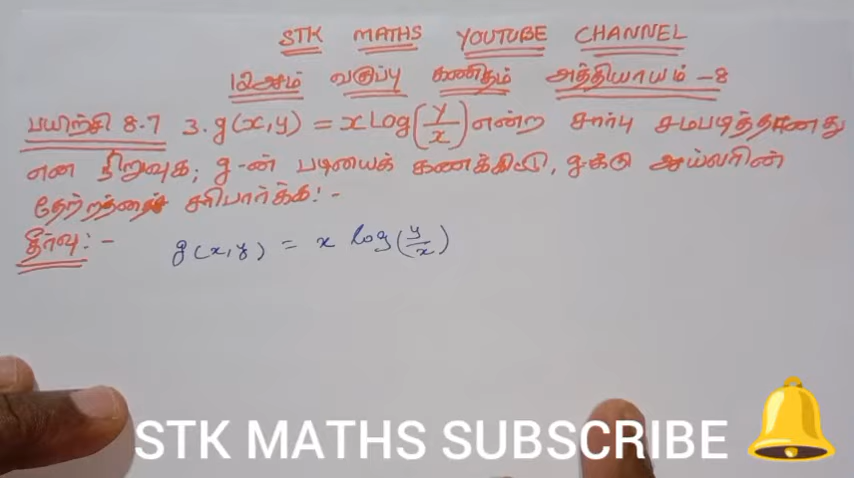 STK MATHS YOUTUBE CHANNEL
12ஆம் வகுப்பு கணிதம் அத்தியாயம் -8
பயிற்சி 8.7 3. g(x,y) = x log(y/x) என்ற சார்பு சமபடித்தானது
என நிறுவுக; g-ன் படியைக் கணக்கிட்டு, g-க்கு ஆய்லரின்
தேற்றத்தை சரிபார்க்க:-
தீர்வு:- g(x,y) = x log(y/x)
STK MATHS SUBSCRIBE